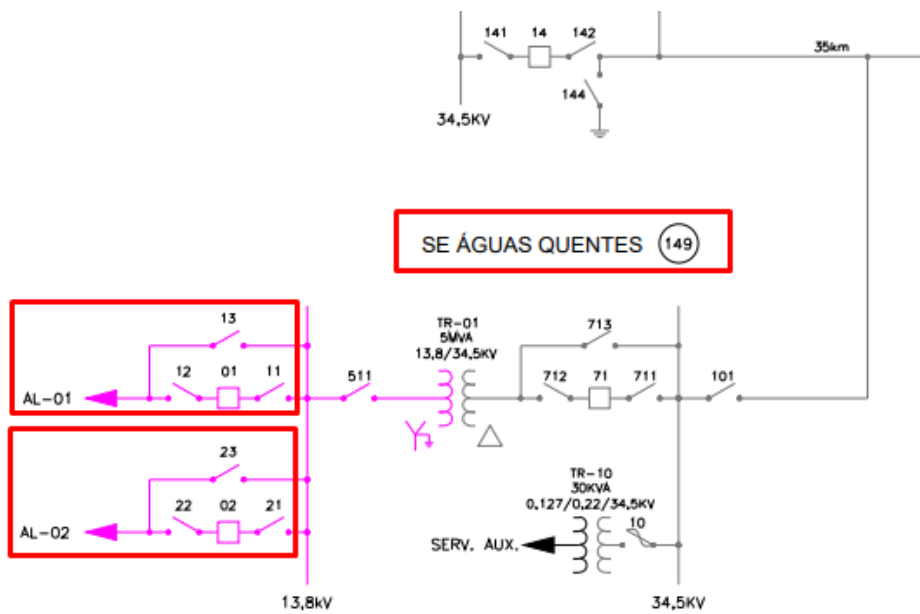 141 14 142
35km
144
34,5KV
SE ÁGUAS QUENTES 149
13
12 01 11
AL-01
511
TR-01
5MVA
13,8/34,5KV
713
712 71 711
101
23
22 02 21
AL-02
TR-10
30KVA
0,127/0,22/34,5KV
10
SERV. AUX.
13,8kV
34,5KV